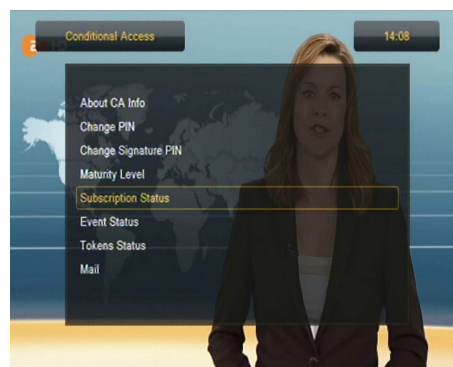 Conditional Access
14:08
HD
About CA Info
Change PIN
Change Signature PIN
Maturity Level
Subscription Status
Event Status
Tokens Status
Mail